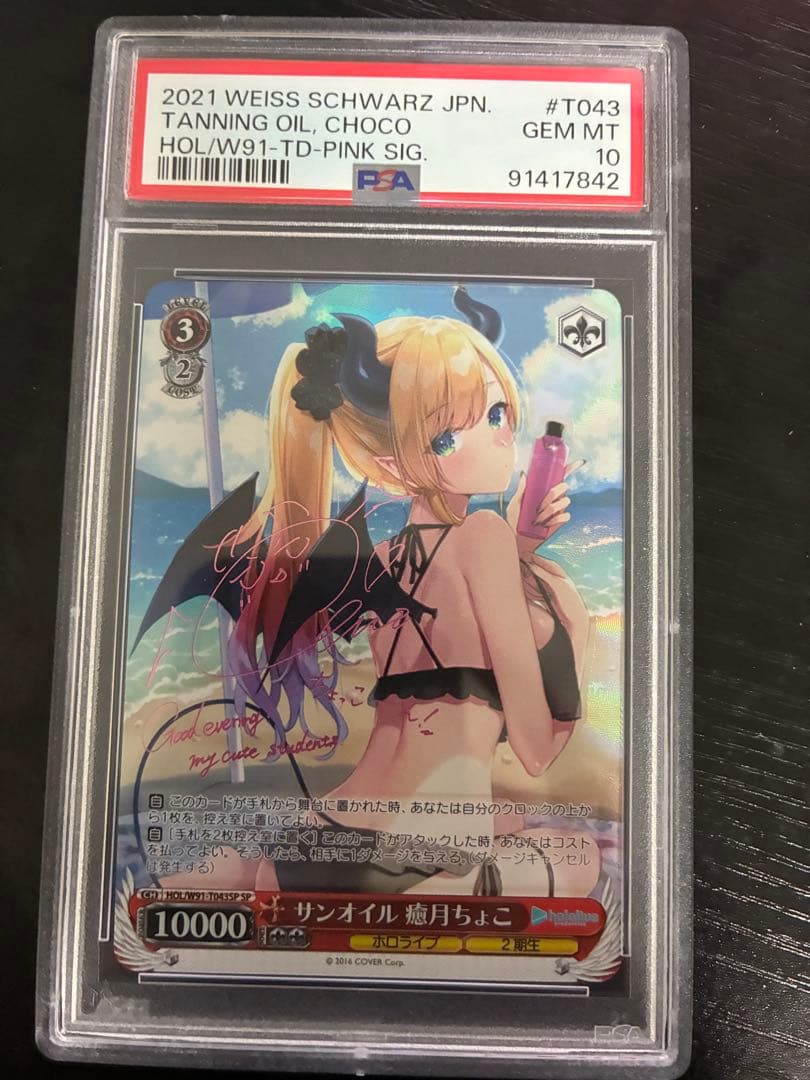 2021 WEISS SCHWARZ JPN. #T043
TANNING OIL, CHOCO GEM MT
HOL/W91-TD-PINK SIG. 10
PSA 91417842
LEVEL
3
2
COST
ちょこ
Good evening
my cute students
自 このカードが手札から舞台に置かれた時、あなたは自分のクロックの上か
ら1枚を、控え室に置いてよい。
自 [手札を2枚控え室に置く] このカードがアタックした時、あなたはコスト
を払ってよい。そうしたら、相手に1ダメージを与える。(ダメージキャンセル
は発生する)
CH HOL/W91-T043SP SP
10000 サンオイル 癒月ちょこ hololive production
ホロライブ 2期生
© 2016 COVER Corp.
PSA